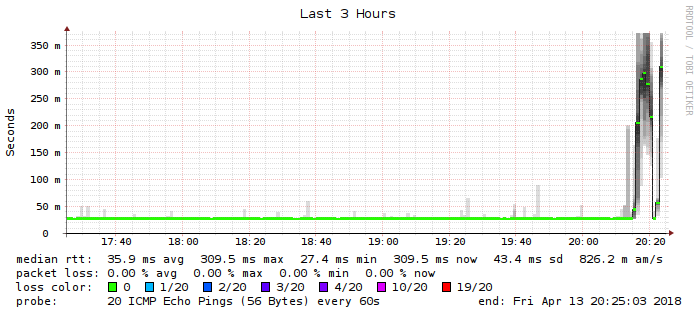 Last 3 Hours
RRDTOOL / TOBI OETIKER
Seconds
350 m
300 m
250 m
200 m
150 m
100 m
50 m
0
17:40 18:00 18:20 18:40 19:00 19:20 19:40 20:00 20:20
median rtt: 35.9 ms avg 309.5 ms max 27.4 ms min 309.5 ms now 43.4 ms sd 826.2 m am/s
packet loss: 0.00 % avg 0.00 % max 0.00 % min 0.00 % now
loss color: 0 1/20 2/20 3/20 4/20 10/20 19/20
probe: 20 ICMP Echo Pings (56 Bytes) every 60s end: Fri Apr 13 20:25:03 2018